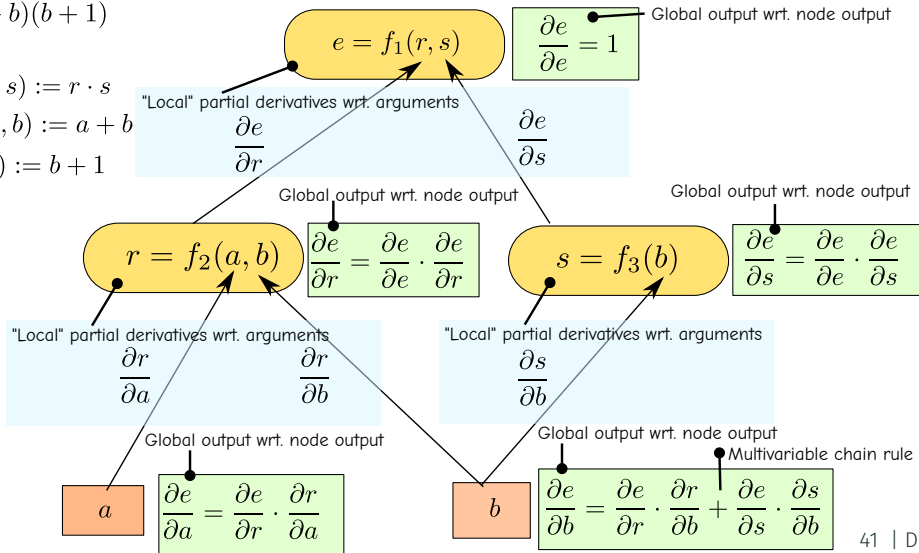 b)(b + 1)
e = f₁(r, s)
∂e/∂e = 1
Global output wrt. node output
s) := r · s
, b) := a + b
) := b + 1
"Local" partial derivatives wrt. arguments
∂e/∂r
∂e/∂s
Global output wrt. node output
Global output wrt. node output
r = f₂(a, b)
∂e/∂r = ∂e/∂e · ∂e/∂r
s = f₃(b)
∂e/∂s = ∂e/∂e · ∂e/∂s
"Local" partial derivatives wrt. arguments
"Local" partial derivatives wrt. arguments
∂r/∂a
∂r/∂b
∂s/∂b
Global output wrt. node output
Global output wrt. node output
Multivariable chain rule
a
∂e/∂a = ∂e/∂r · ∂r/∂a
b
∂e/∂b = ∂e/∂r · ∂r/∂b + ∂e/∂s · ∂s/∂b
41 | D